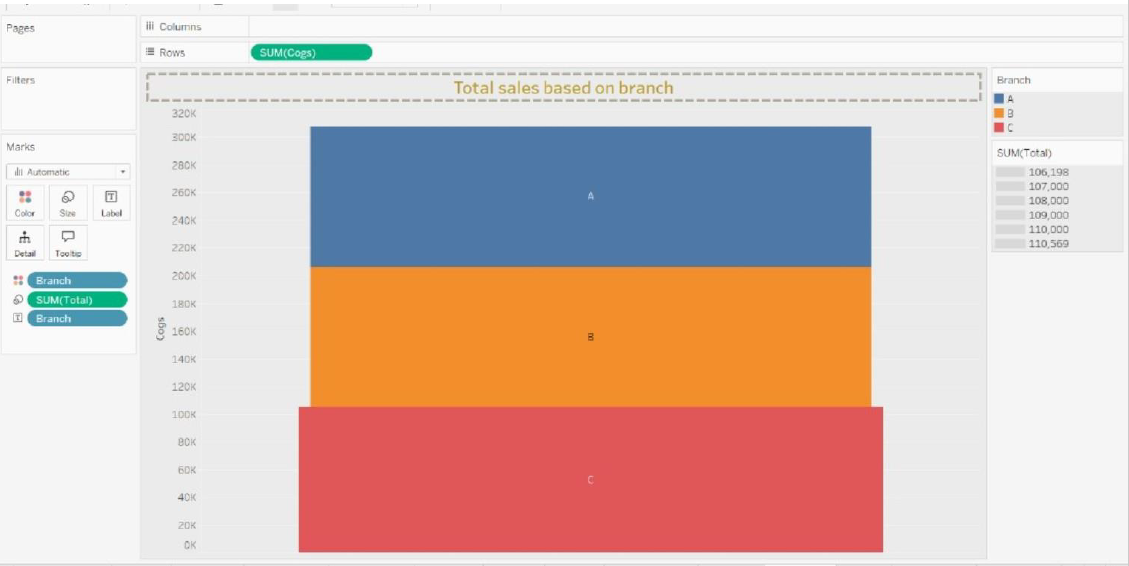 Pages
Columns
Rows
SUM(Cogs)
Filters
Marks
Automatic
Color
Size
Label
Detail
Tooltip
Branch
SUM(Total)
Branch
Total sales based on branch
Cogs
320K
300K
280K
260K
240K
220K
200K
180K
160K
140K
120K
100K
80K
60K
40K
20K
0K
A
B
C
Branch
A
B
C
SUM(Total)
106,198
107,000
108,000
109,000
110,000
110,569